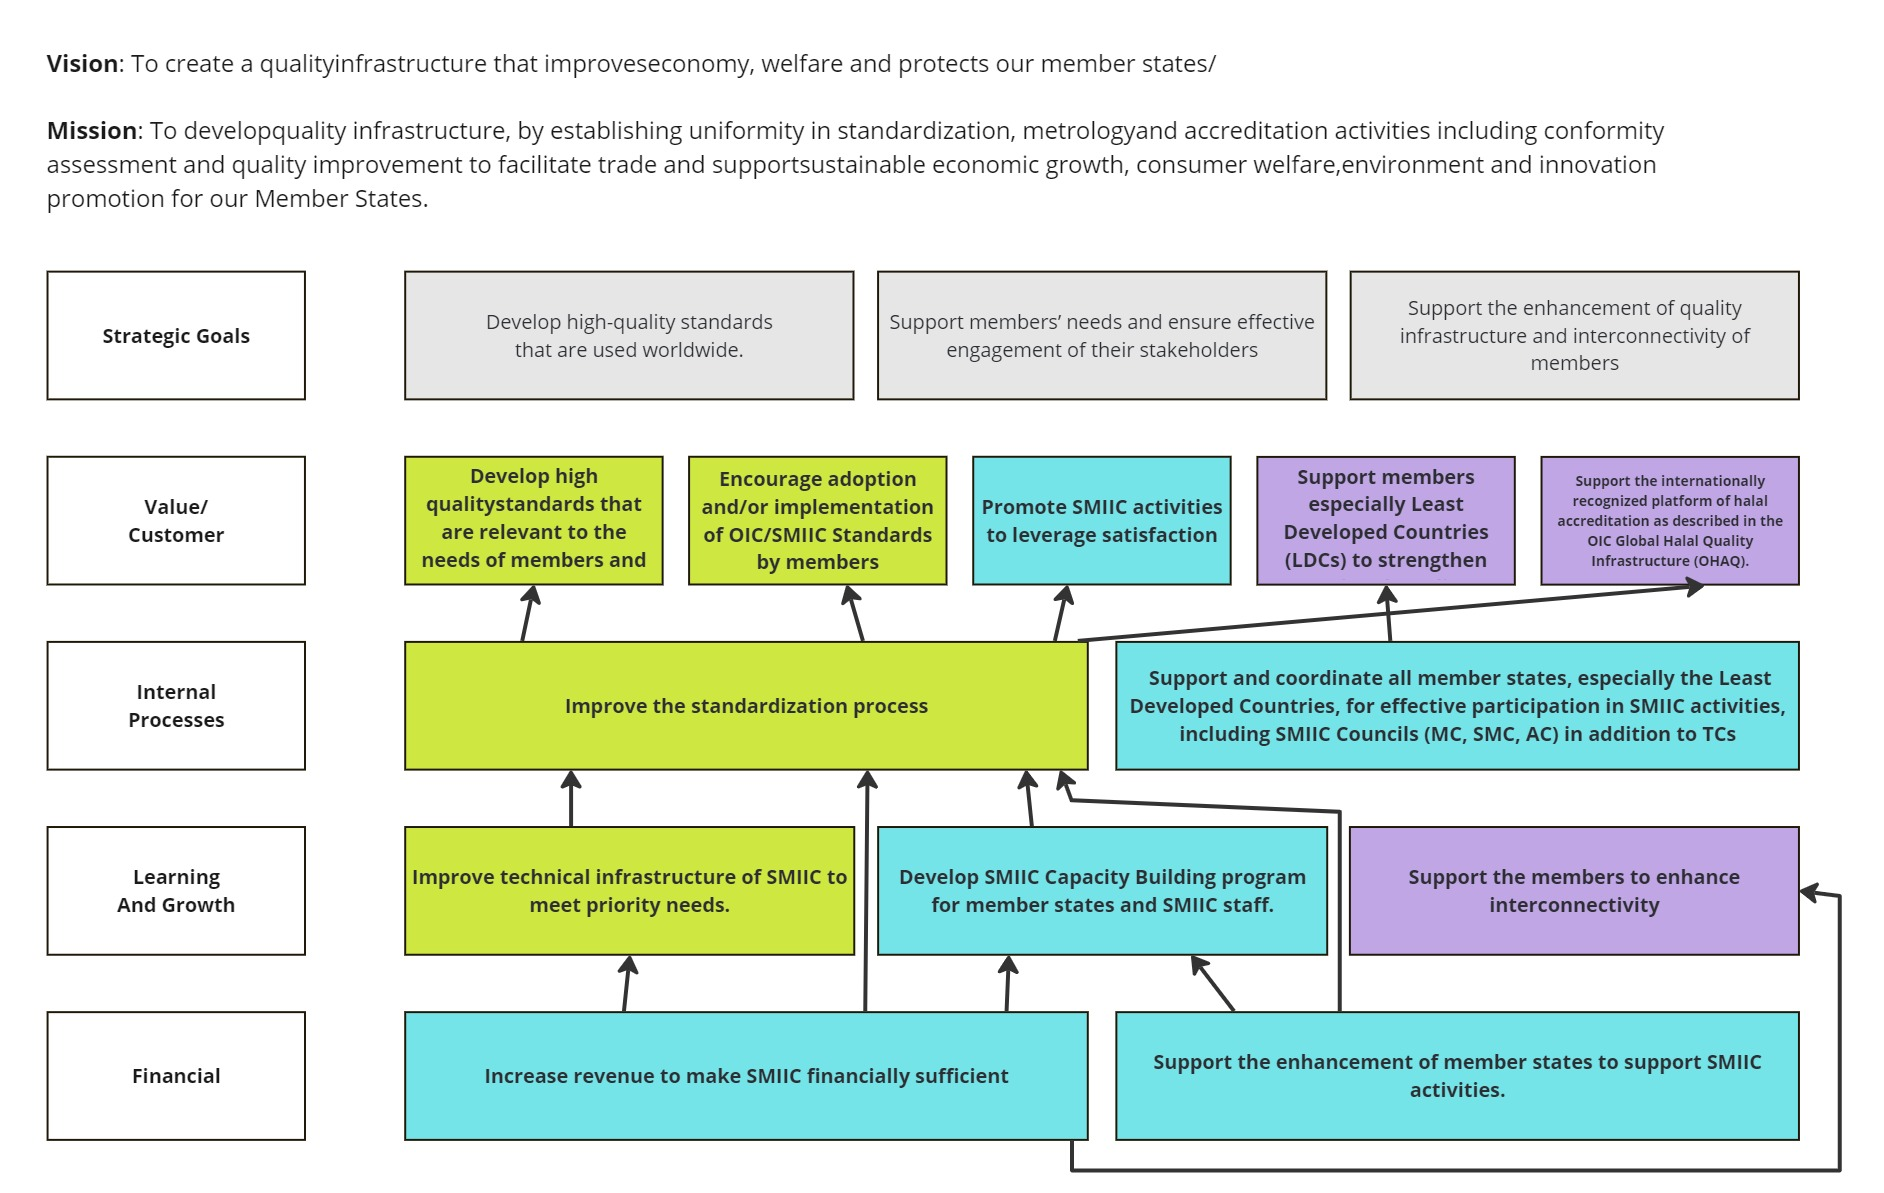 Vision: To create a qualityinfrastructure that improveseconomy, welfare and protects our member states/
Mission: To developquality infrastructure, by establishing uniformity in standardization, metrologyand accreditation activities including conformity
assessment and quality improvement to facilitate trade and supportsustainable economic growth, consumer welfare,environment and innovation
promotion for our Member States.
Strategic Goals
Develop high-quality standards
that are used worldwide.
Support members’ needs and ensure effective
engagement of their stakeholders
Support the enhancement of quality
infrastructure and interconnectivity of
members
Value/
Customer
Develop high
qualitystandards that
are relevant to the
needs of members and
Encourage adoption
and/or implementation
of OIC/SMIIC Standards
by members
Promote SMIIC activities
to leverage satisfaction
Support members
especially Least
Developed Countries
(LDCs) to strengthen
Support the internationally
recognized platform of halal
accreditation as described in the
OIC Global Halal Quality
Infrastructure (OHAQ).
Internal
Processes
Improve the standardization process
Support and coordinate all member states, especially the Least
Developed Countries, for effective participation in SMIIC activities,
including SMIIC Councils (MC, SMC, AC) in addition to TCs
Learning
And Growth
Improve technical infrastructure of SMIIC to
meet priority needs.
Develop SMIIC Capacity Building program
for member states and SMIIC staff.
Support the members to enhance
interconnectivity
Financial
Increase revenue to make SMIIC financially sufficient
Support the enhancement of member states to support SMIIC
activities.